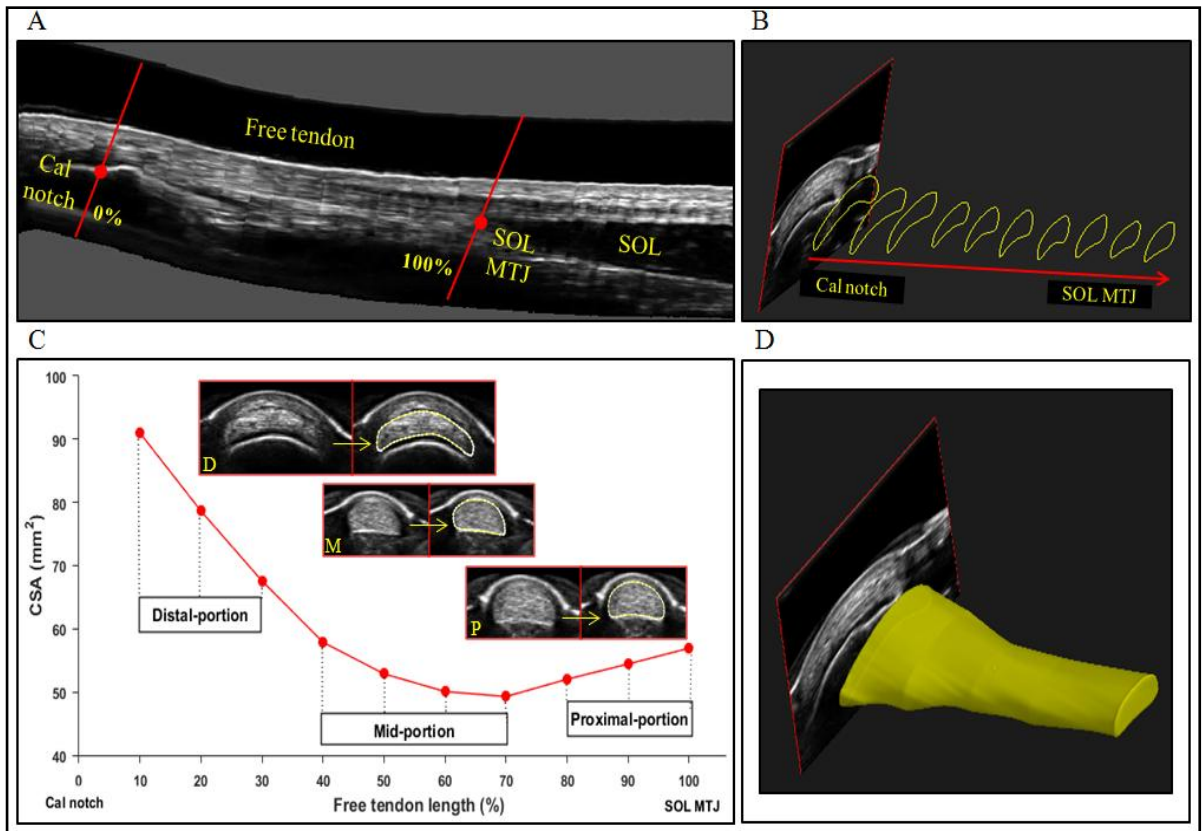 A
Free tendon
Cal
notch
0%
100%
SOL
MTJ
SOL
B
Cal notch
SOL MTJ
C
CSA (mm²)
100
90
80
70
60
50
40
D
M
P
Distal-portion
Mid-portion
Proximal-portion
0 10 20 30 40 50 60 70 80 90 100
Cal notch
Free tendon length (%)
SOL MTJ
D